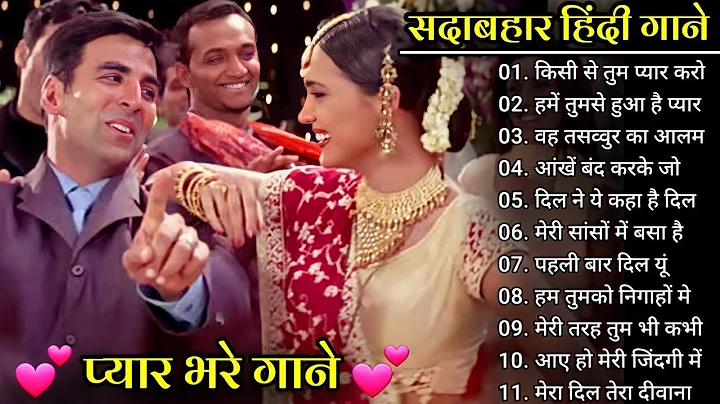 सदाबहार हिंदी गाने
01. किसी से तुम प्यार करो
02. हमें तुमसे हुआ है प्यार
03. वह तसव्वुर का आलम
04. आंखें बंद करके जो
05. दिल ने ये कहा है दिल
06. मेरी सांसों में बसा है
07. पहली बार दिल यूं
08. हम तुमको निगाहों मे
09. मेरी तरह तुम भी कभी
10. आए हो मेरी जिंदगी में
11. मेरा दिल तेरा दीवाना
प्यार भरे गाने